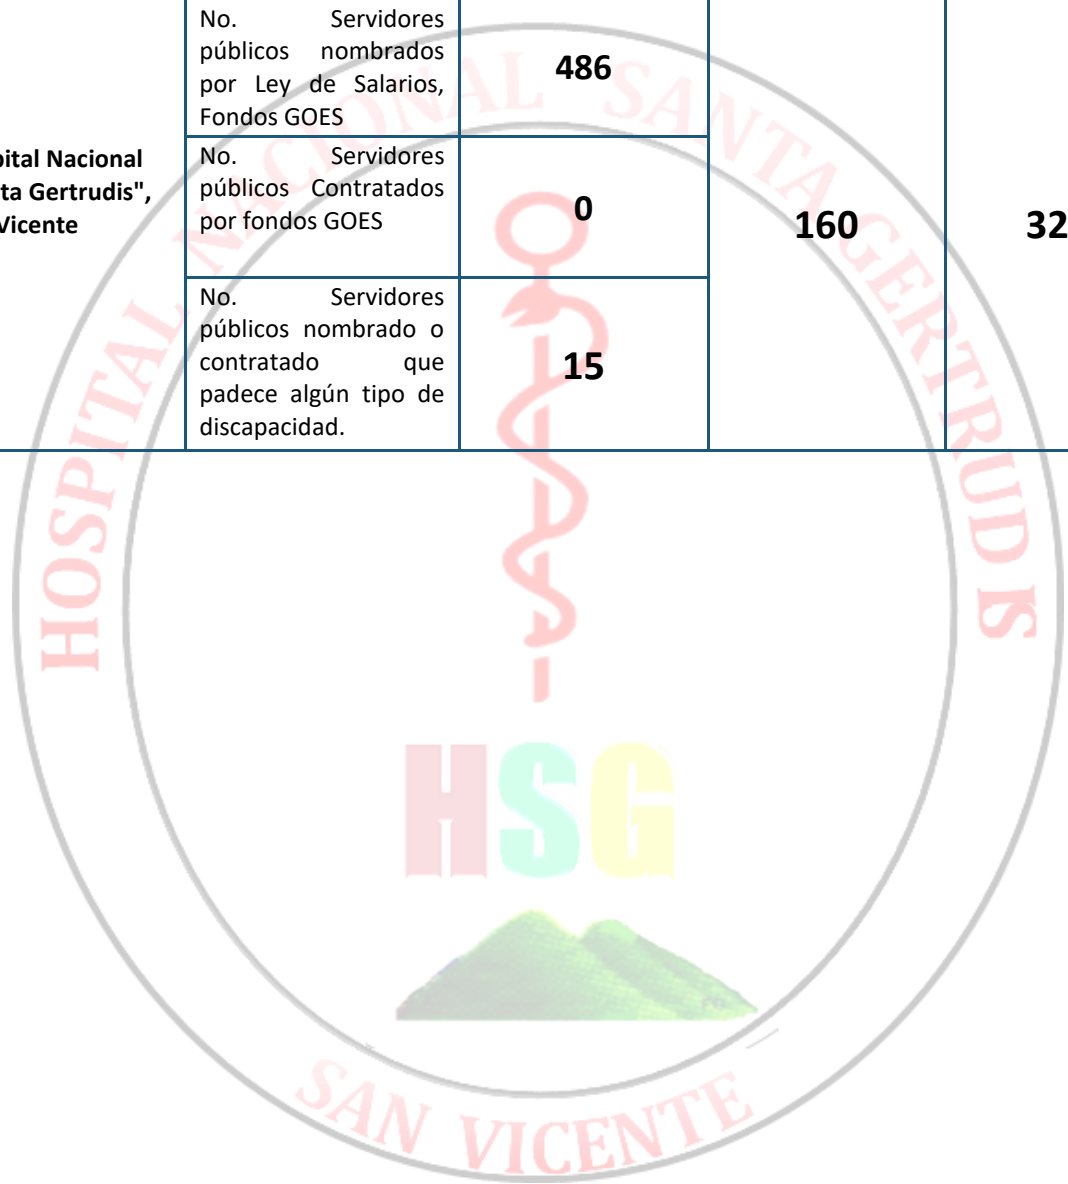 No. Servidores
públicos nombrados
por Ley de Salarios,
Fondos GOES
486
pital Nacional
ta Gertrudis",
Vicente
No. Servidores
públicos Contratados
por fondos GOES
0
160
32
No. Servidores
públicos nombrado o
contratado que
padece algún tipo de
discapacidad.
15
HOSPITAL NACIONAL SANTA GERTRUDIS
HSG
SAN VICENTE